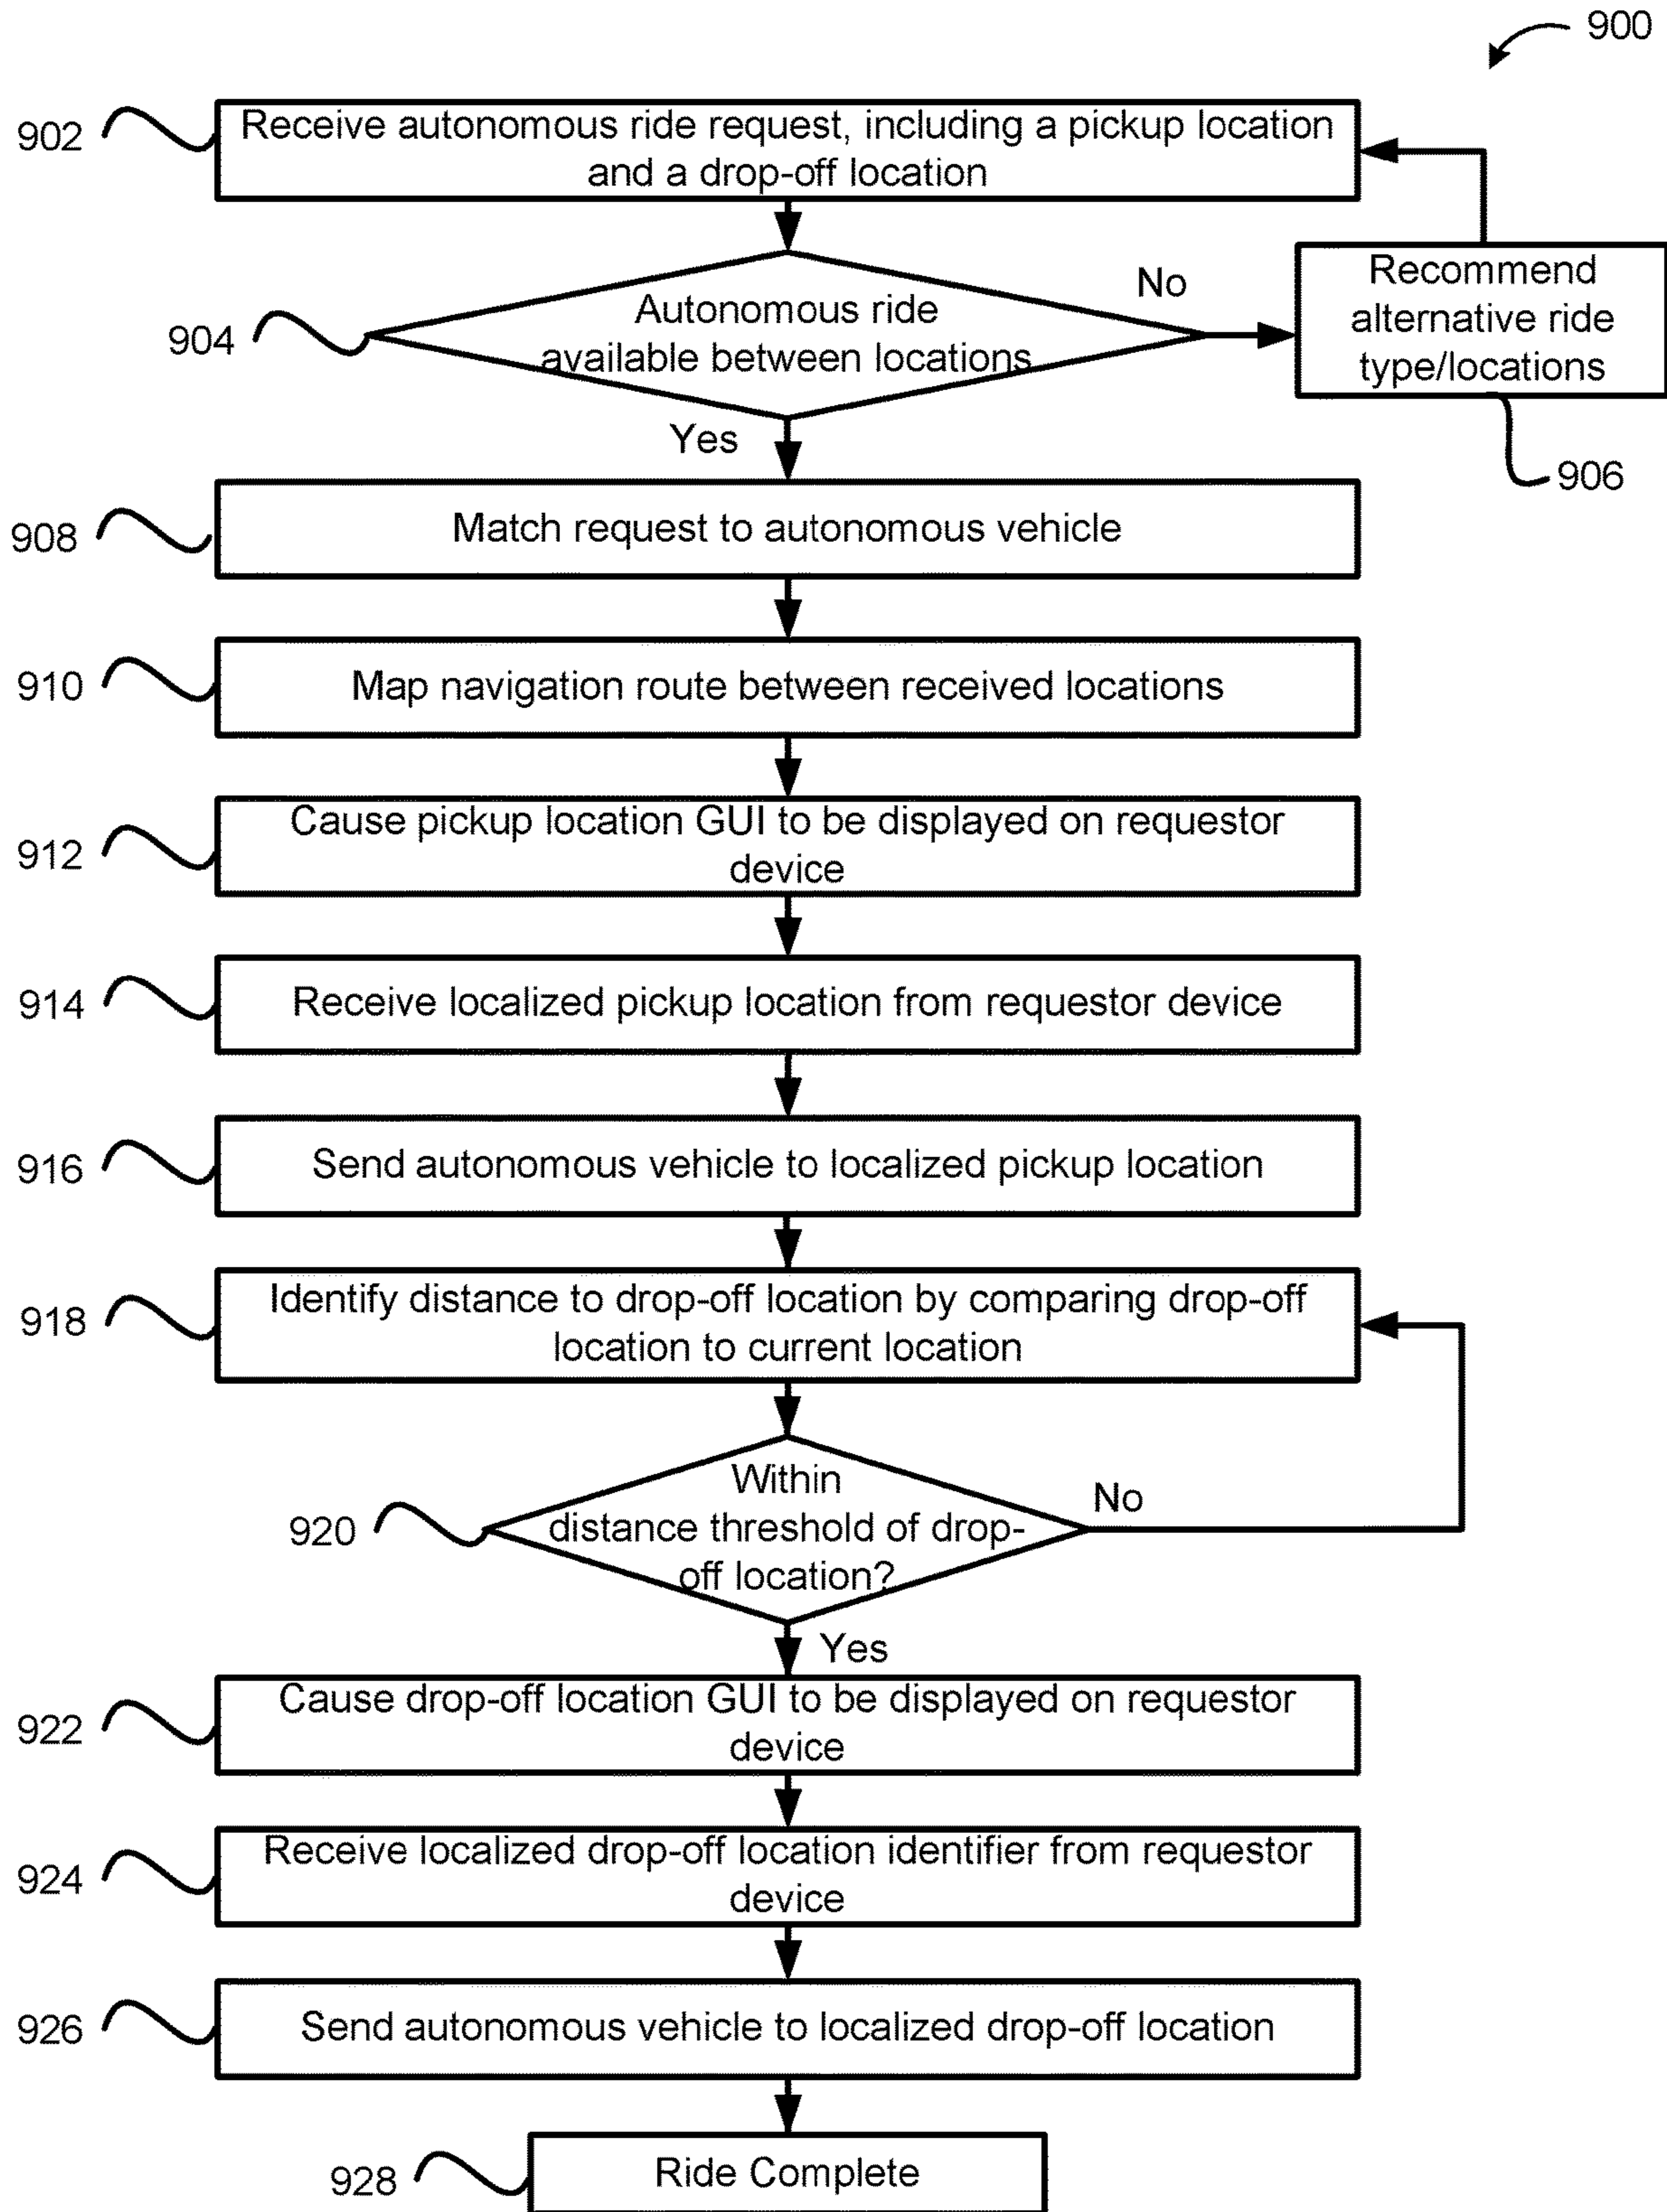 900
902
Receive autonomous ride request, including a pickup location
and a drop-off location
904
Autonomous ride
available between locations
No
Recommend
alternative ride
type/locations
906
Yes
908
Match request to autonomous vehicle
910
Map navigation route between received locations
912
Cause pickup location GUI to be displayed on requestor
device
914
Receive localized pickup location from requestor device
916
Send autonomous vehicle to localized pickup location
918
Identify distance to drop-off location by comparing drop-off
location to current location
920
Within
distance threshold of drop-
off location?
No
Yes
922
Cause drop-off location GUI to be displayed on requestor
device
924
Receive localized drop-off location identifier from requestor
device
926
Send autonomous vehicle to localized drop-off location
928
Ride Complete